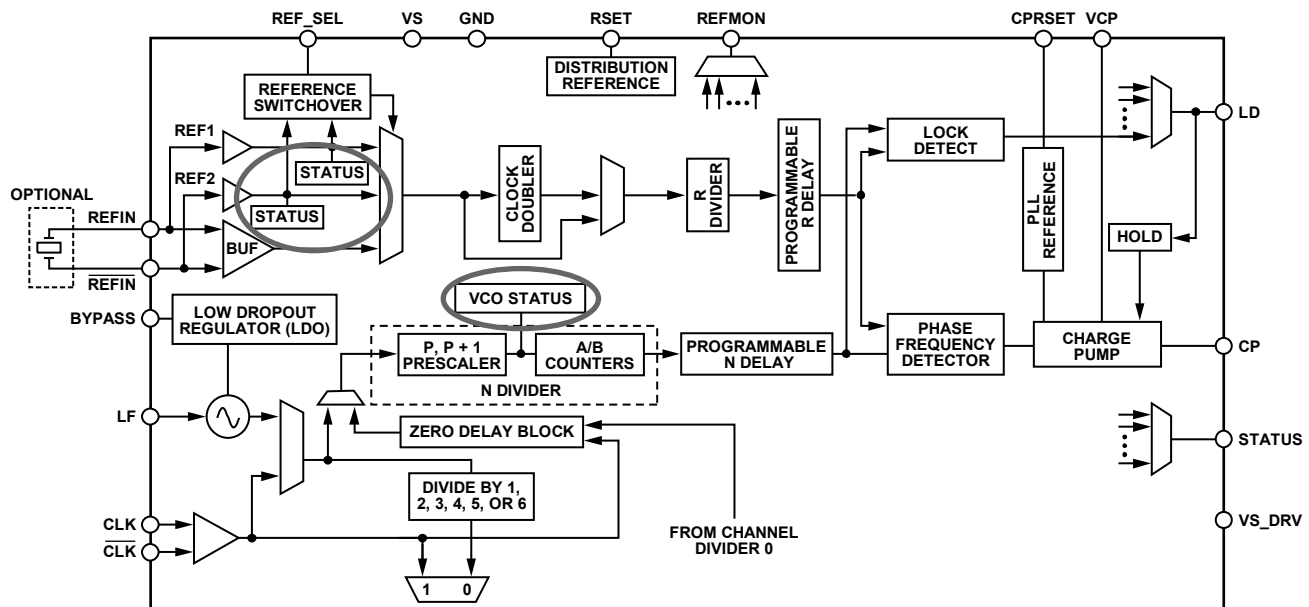 REF_SEL
VS
GND
RSET
REFMON
CPRSET
VCP
DISTRIBUTION
REFERENCE
REFERENCE
SWITCHOVER
REF1
REF2
STATUS
STATUS
BUF
OPTIONAL
REFIN
REFIN
CLOCK
DOUBLER
R
DIVIDER
PROGRAMMABLE
R DELAY
LOCK
DETECT
PLL
REFERENCE
LD
HOLD
BYPASS
LOW DROPOUT
REGULATOR (LDO)
VCO STATUS
P, P + 1
PRESCALER
A/B
COUNTERS
N DIVIDER
PROGRAMMABLE
N DELAY
PHASE
FREQUENCY
DETECTOR
CHARGE
PUMP
CP
LF
ZERO DELAY BLOCK
STATUS
DIVIDE BY 1,
2, 3, 4, 5, OR 6
FROM CHANNEL
DIVIDER 0
CLK
CLK
VS_DRV
1 0